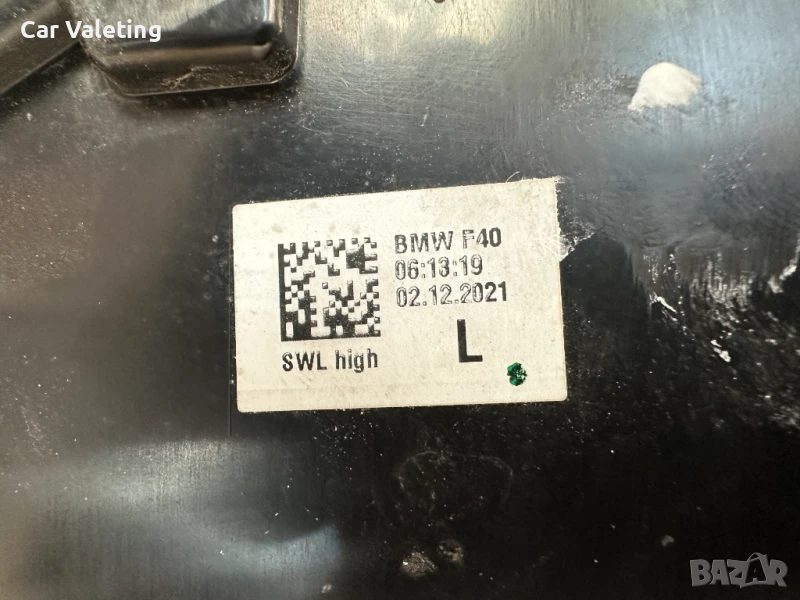 Car Valeting
BMW F40
06:13:19
02.12.2021
SWL high
L
BAZAR